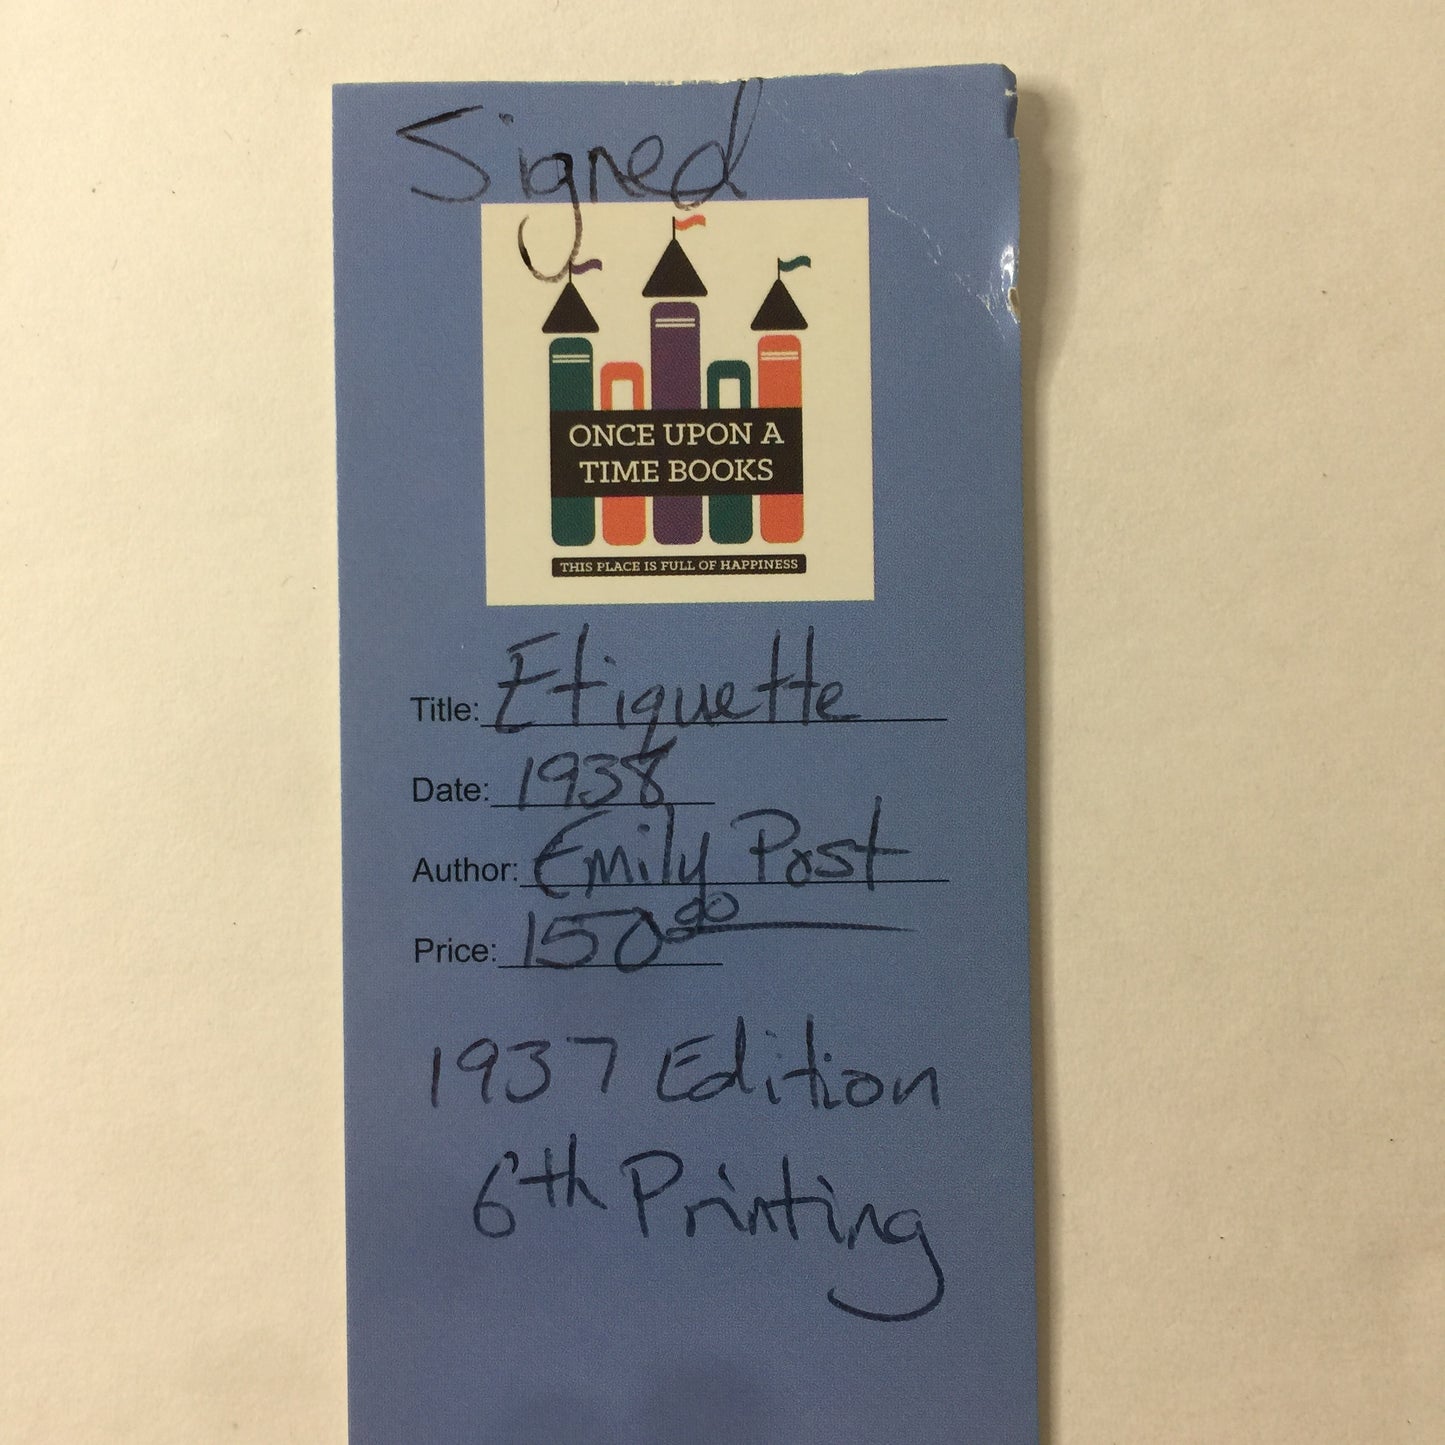 Signed
ONCE UPON A
TIME BOOKS
THIS PLACE IS FULL OF HAPPINESS
Title: Etiquette
Date: 1938
Author: Emily Post
Price: 150.00
1937 Edition
6th Printing